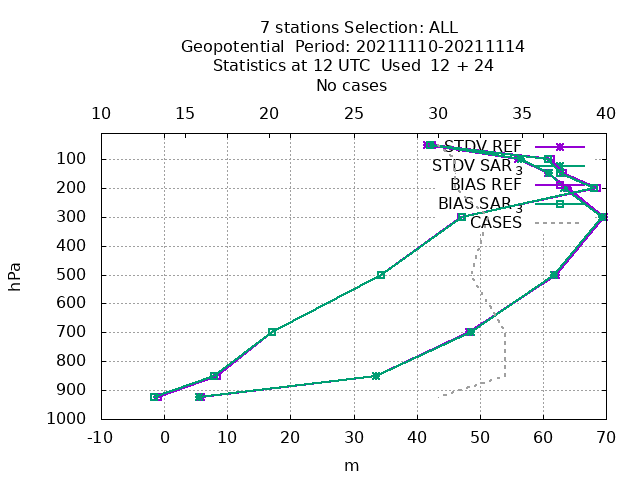 7 stations Selection: ALL
Geopotential  Period: 20211110-20211114
Statistics at 12 UTC  Used  12 + 24
No cases
10 15 20 25 30 35 40
STDV REF
STDV SAR3
BIAS REF
BIAS SAR3
CASES
100
200
300
400
500
600
700
800
900
1000
hPa
-10 0 10 20 30 40 50 60 70
m